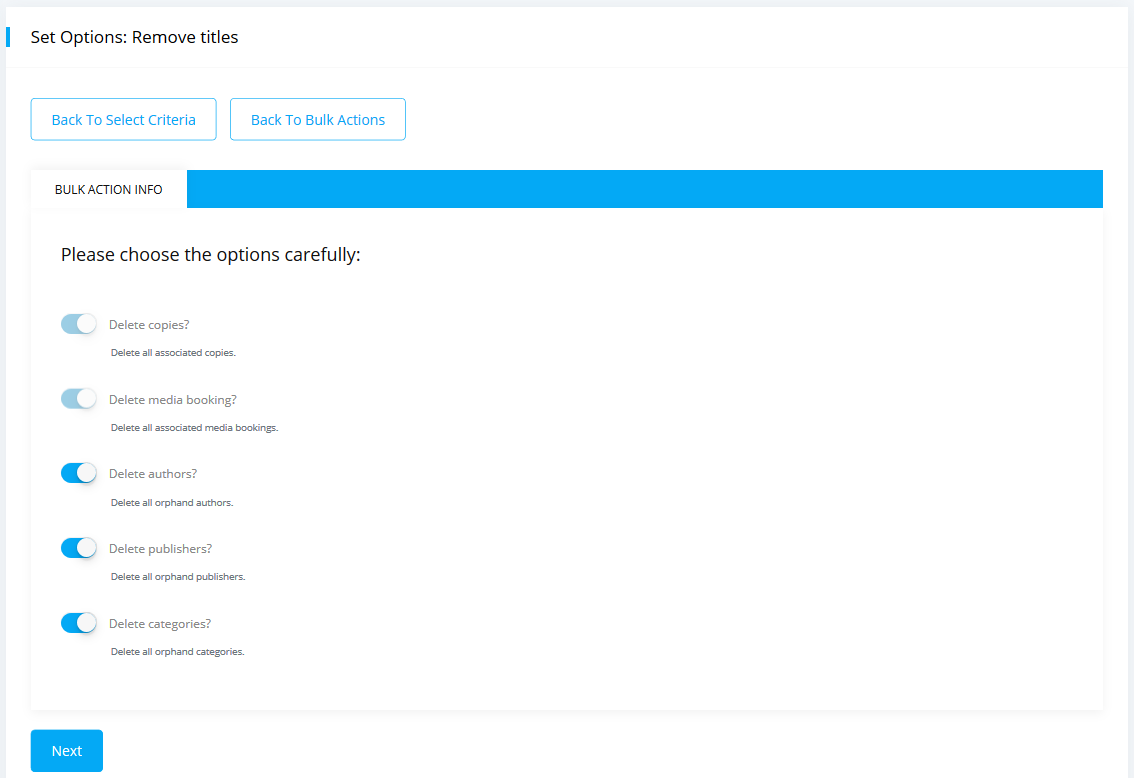 Set Options: Remove titles
Back To Select Criteria
Back To Bulk Actions
BULK ACTION INFO
Please choose the options carefully:
Delete copies?
Delete all associated copies.
Delete media booking?
Delete all associated media bookings.
Delete authors?
Delete all orphand authors.
Delete publishers?
Delete all orphand publishers.
Delete categories?
Delete all orphand categories.
Next